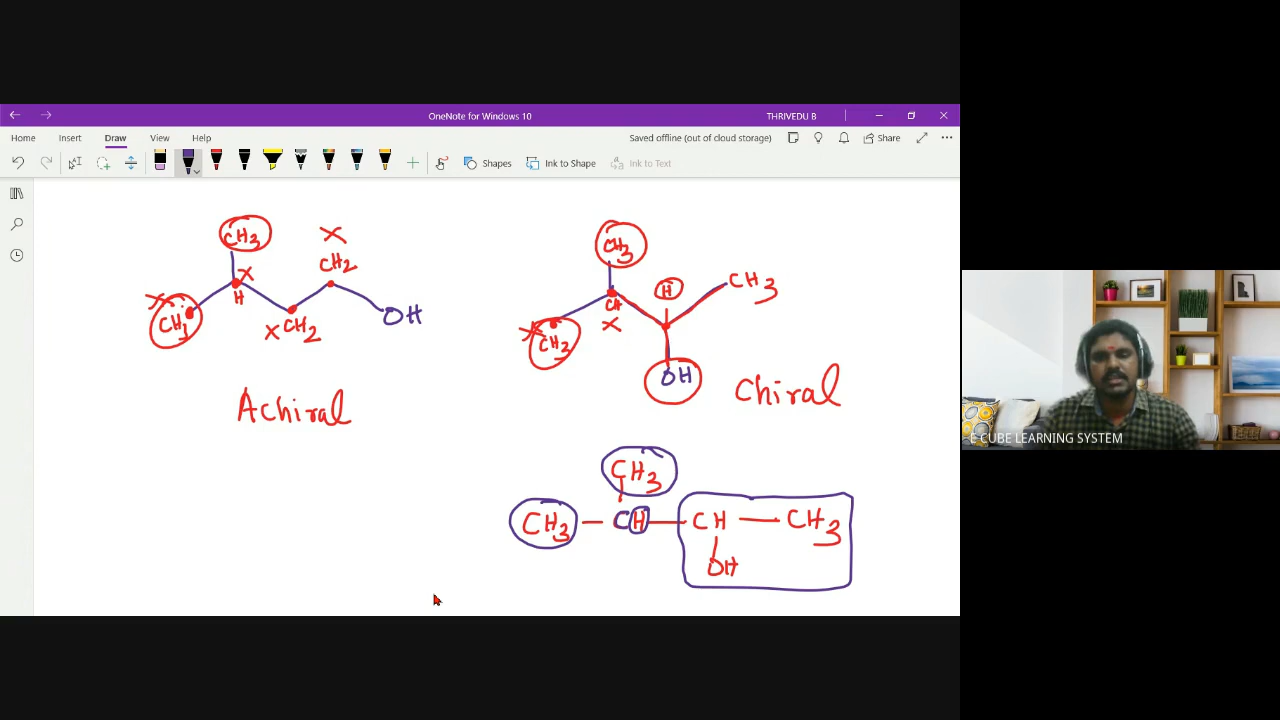 OneNote for Windows 10
THRIVEDU B
Home Insert Draw View Help
Saved offline (out of cloud storage)
Share
Shapes
Ink to Shape
Ink to Text
CH3
X
X
CH2
X
CH3
H
X CH2
OH
Achiral
CH3
H
CH3
CH
X
X
CH3
OH
Chiral
CH3
CH3 — CH — CH — CH3
OH
E CUBE LEARNING SYSTEM